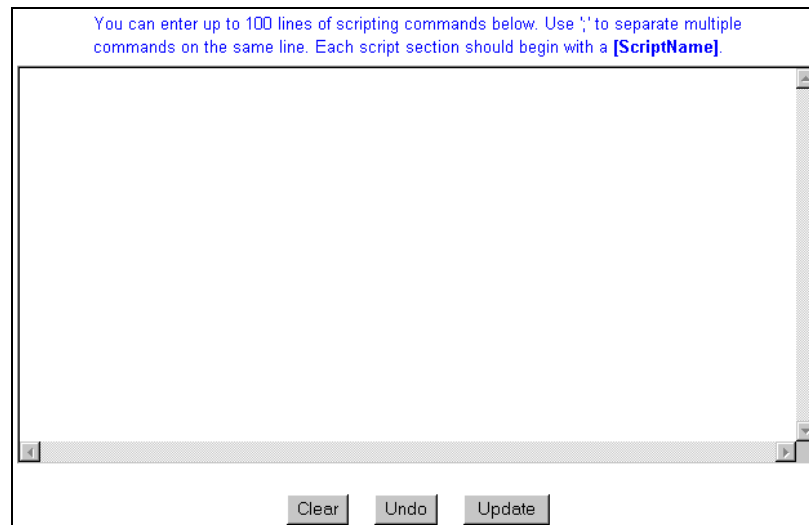 You can enter up to 100 lines of scripting commands below. Use ';' to separate multiple
commands on the same line. Each script section should begin with a [ScriptName].
Clear Undo Update